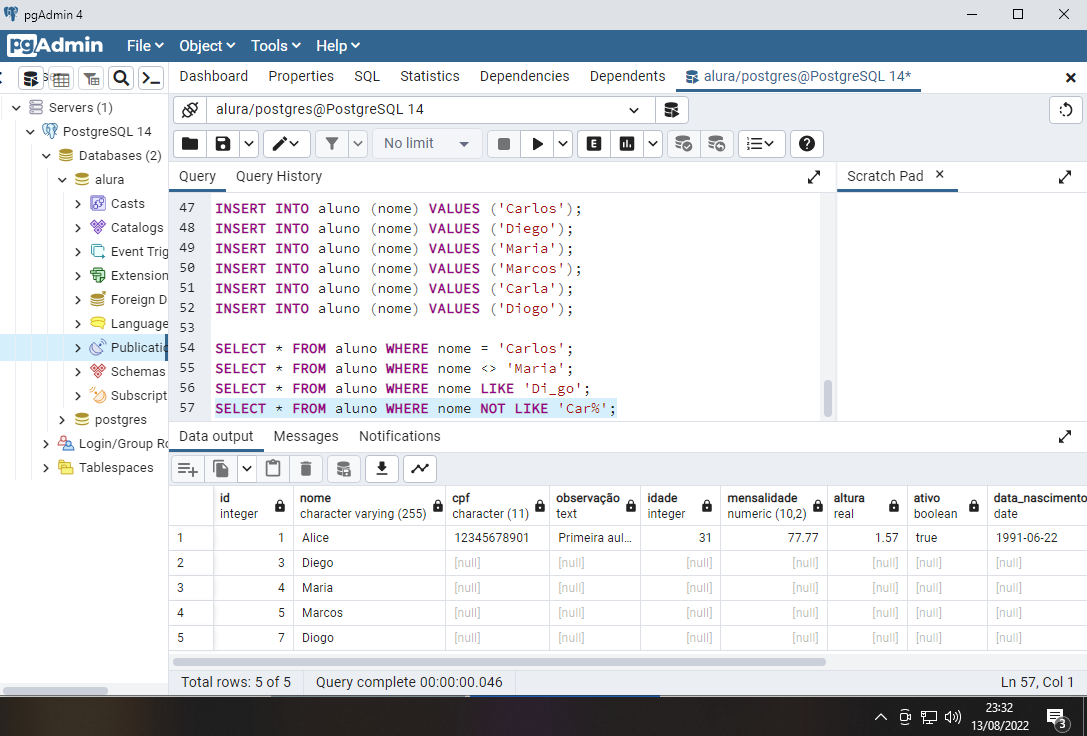 pgAdmin 4
pgAdmin File Object Tools Help
Dashboard Properties SQL Statistics Dependencies Dependents alura/postgres@PostgreSQL 14*
Servers (1)
PostgreSQL 14
Databases (2)
alura
Casts
Catalogs
Event Trig
Extension
Foreign D
Language
Publicatio
Schemas
Subscript
postgres
Login/Group Ro
Tablespaces
alura/postgres@PostgreSQL 14
No limit
E
Query Query History
Scratch Pad
47 INSERT INTO aluno (nome) VALUES ('Carlos');
48 INSERT INTO aluno (nome) VALUES ('Diego');
49 INSERT INTO aluno (nome) VALUES ('Maria');
50 INSERT INTO aluno (nome) VALUES ('Marcos');
51 INSERT INTO aluno (nome) VALUES ('Carla');
52 INSERT INTO aluno (nome) VALUES ('Diogo');
53
54 SELECT * FROM aluno WHERE nome = 'Carlos';
55 SELECT * FROM aluno WHERE nome <> 'Maria';
56 SELECT * FROM aluno WHERE nome LIKE 'Di_go';
57 SELECT * FROM aluno WHERE nome NOT LIKE 'Car%';
Data output Messages Notifications
id nome cpf observação idade mensalidade altura ativo data_nascimento
integer character varying (255) character (11) text integer numeric (10,2) real boolean date
1 1 Alice 12345678901 Primeira aul... 31 77.77 1.57 true 1991-06-22
2 3 Diego [null] [null] [null] [null] [null] [null] [null]
3 4 Maria [null] [null] [null] [null] [null] [null] [null]
4 5 Marcos [null] [null] [null] [null] [null] [null] [null]
5 7 Diogo [null] [null] [null] [null] [null] [null] [null]
Total rows: 5 of 5 Query complete 00:00:00.046 Ln 57, Col 1
23:32
13/08/2022
3